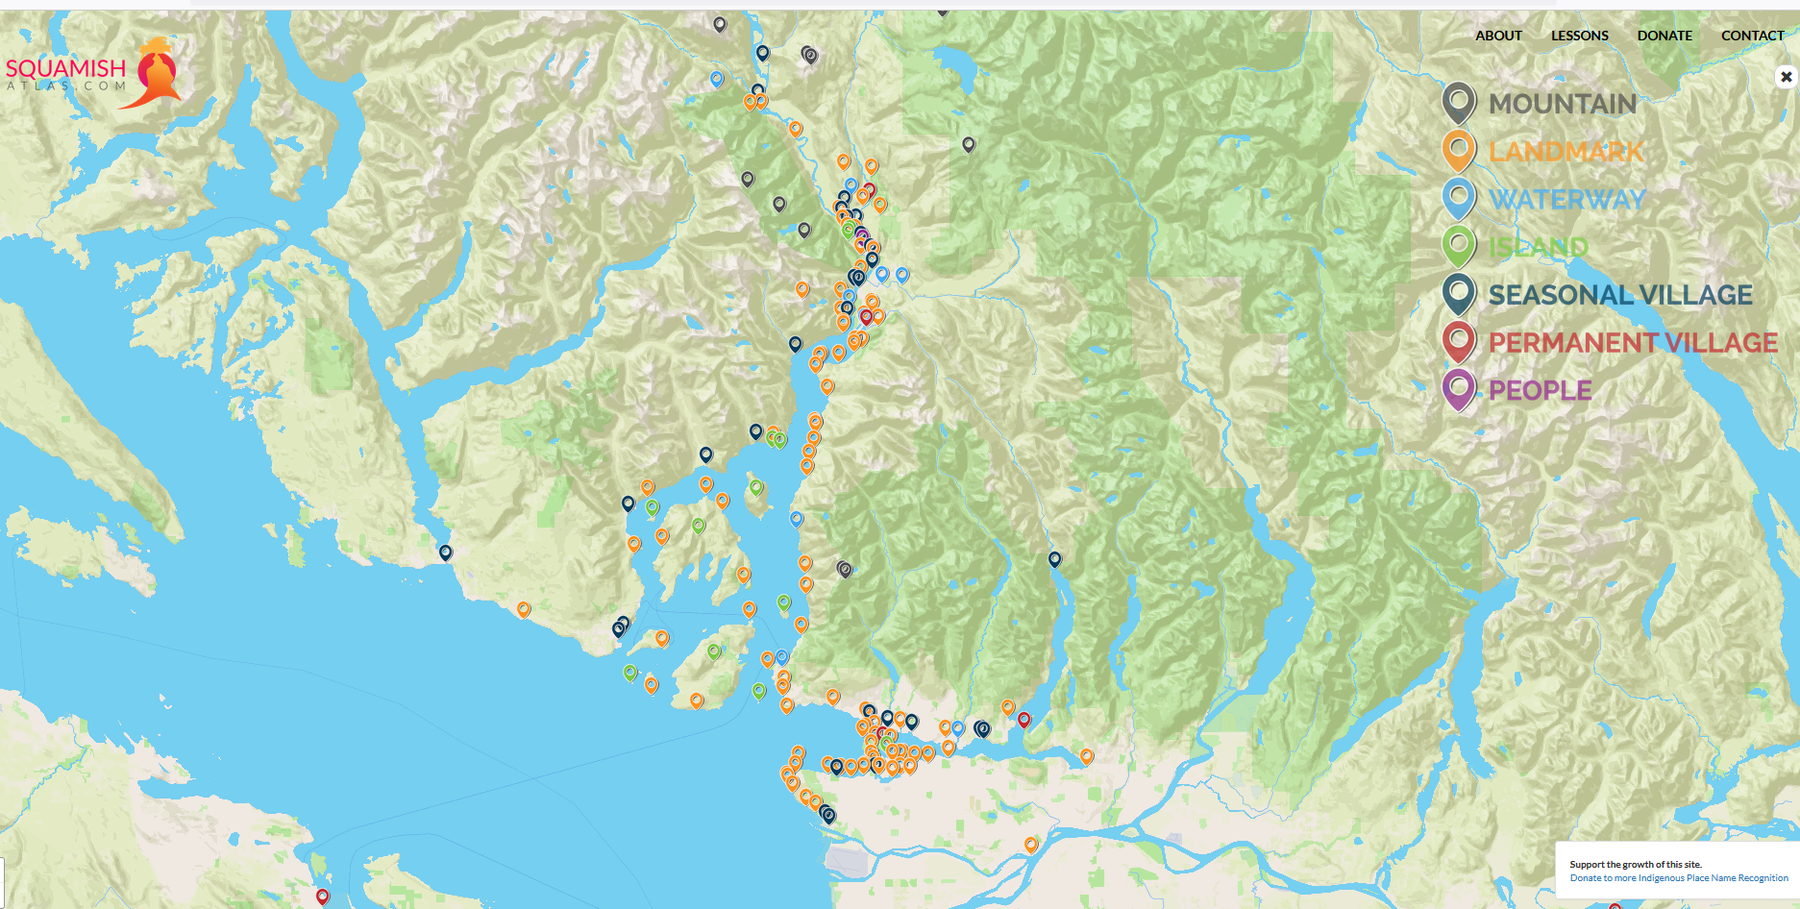 ABOUT LESSONS DONATE CONTACT
SQUAMISH
ATLAS.COM
MOUNTAIN
LANDMARK
WATERWAY
ISLAND
SEASONAL VILLAGE
PERMANENT VILLAGE
PEOPLE
Support the growth of this site.
Donate to more Indigenous Place Name Recognition